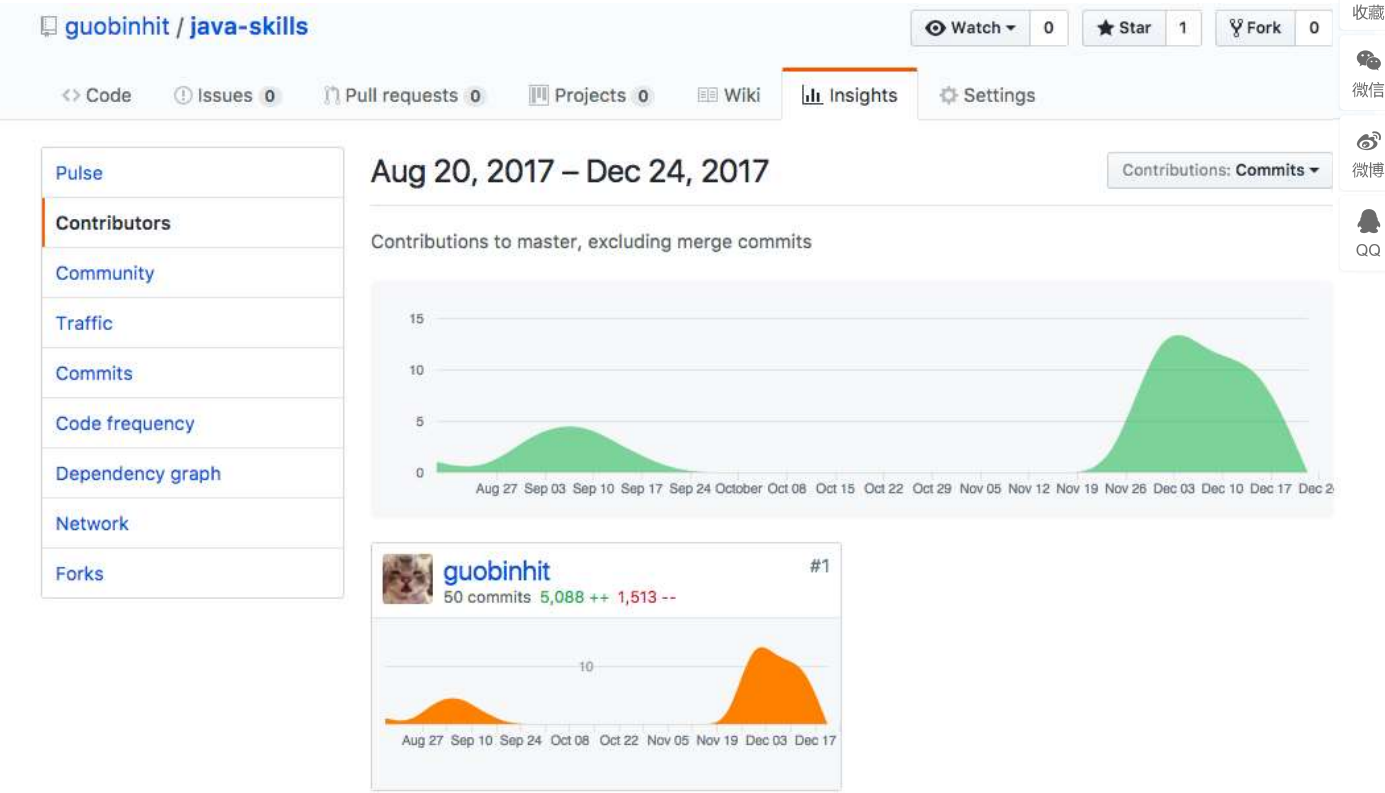 guobinhit / java-skills
Watch 0 Star 1 Fork 0
收藏
Code Issues 0 Pull requests 0 Projects 0 Wiki Insights Settings
微信
微博
QQ
Pulse
Contributors
Community
Traffic
Commits
Code frequency
Dependency graph
Network
Forks
Aug 20, 2017 – Dec 24, 2017
Contributions: Commits
Contributions to master, excluding merge commits
15
10
5
0
Aug 27 Sep 03 Sep 10 Sep 17 Sep 24 October Oct 08 Oct 15 Oct 22 Oct 29 Nov 05 Nov 12 Nov 19 Nov 26 Dec 03 Dec 10 Dec 17 Dec 2
guobinhit #1
50 commits 5,088 ++ 1,513 --
10
Aug 27 Sep 10 Sep 24 Oct 08 Oct 22 Nov 05 Nov 19 Dec 03 Dec 17